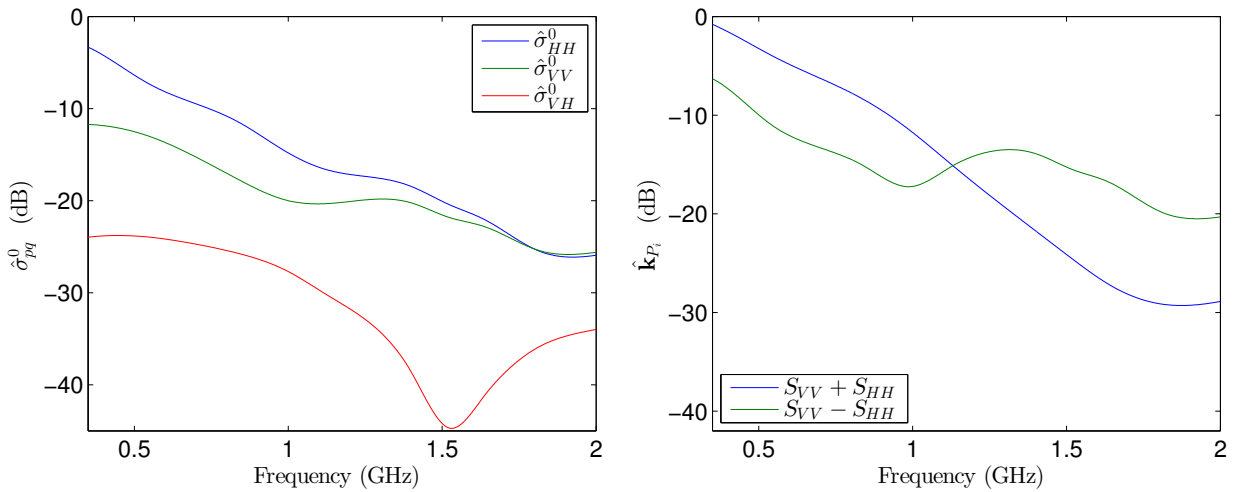 0
−10
−20
−30
−40
σ̂⁰_pq (dB)
0.5 1 1.5 2
Frequency (GHz)
σ̂⁰_HH
σ̂⁰_VV
σ̂⁰_VH
0
−10
−20
−30
−40
k̂_{P_i} (dB)
0.5 1 1.5 2
Frequency (GHz)
S_VV + S_HH
S_VV − S_HH